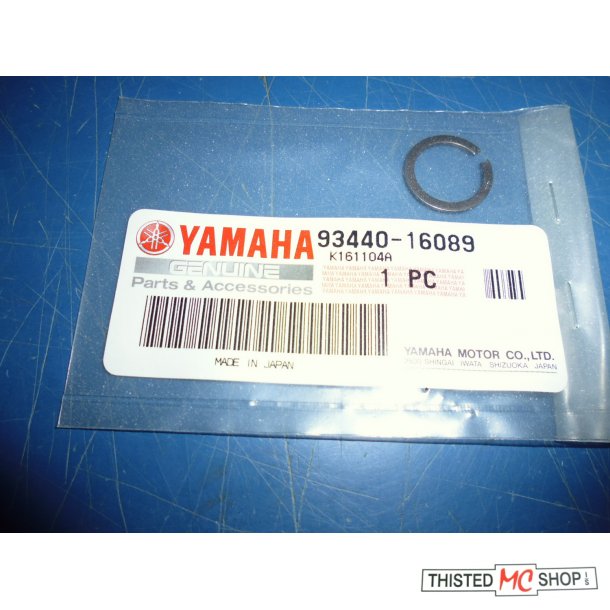 YAMAHA 93440-16089
K161104A
GENUINE
Parts & Accessories
1 PC
MADE IN JAPAN
YAMAHA MOTOR CO.,LTD.
2500 SHINGAI IWATA SHIZUOKA JAPAN
THISTED MC SHOP I/S